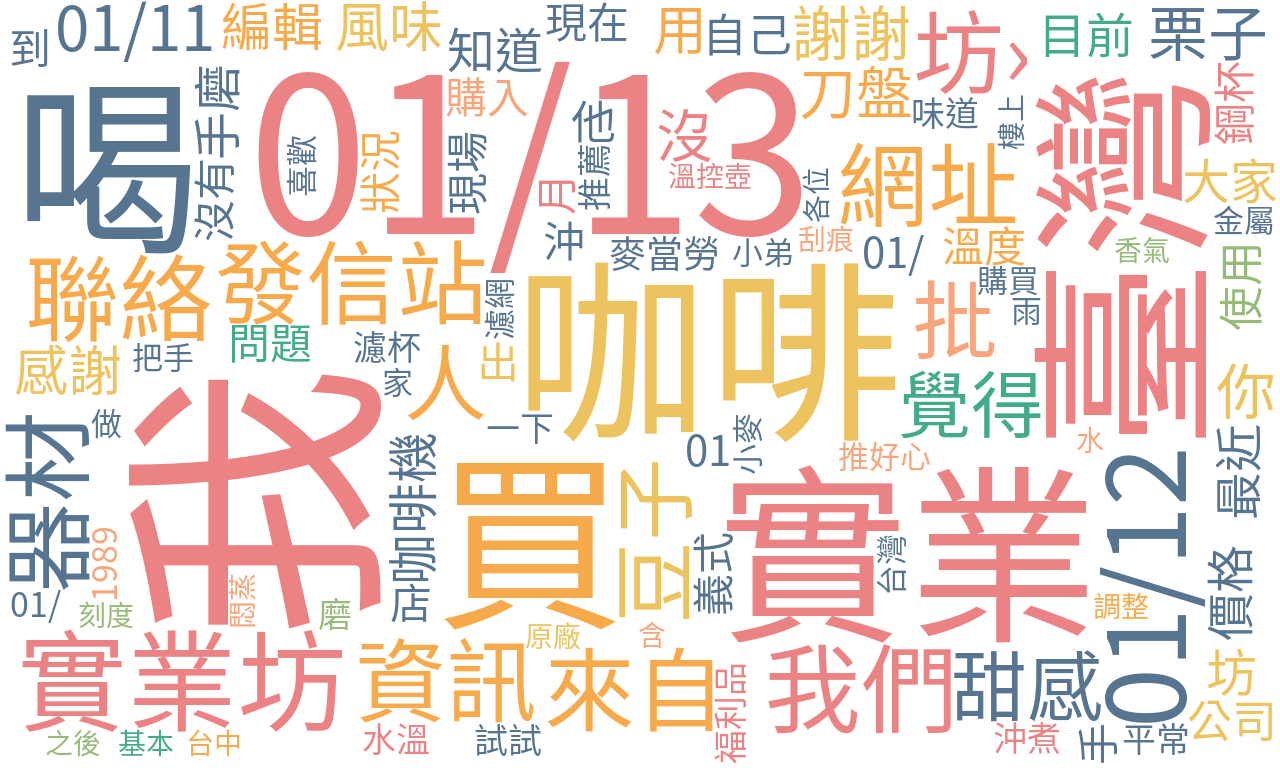 到
01/11
編輯
風味
知道
現在
用
自己
謝謝
坊›
目前
栗子
喝
沒有手磨
01/13
喜歡
狀況
購入
現場
月
他
推薦
沒
溫控壺
刀盤
味道
樓上
灣
鋼杯
大家
金屬
各位
網址
刮痕
沖
麥當勞
小弟
01/
溫度
香氣
使用
聯絡
發信站
濾網
咖啡
購買
雨
批
臺
感謝
把手
問題
濾杯
家
人
出
覺得
你
做
一下
01
小麥
推好心
水
器材
我
店咖啡機
買
豆子
義式
實業
台灣
01/12
最近
價格
1989
01/
刻度
悶蒸
磨
原廠
含
調整
實業坊
資訊
來自
福利品
我們
甜感
坊
公司
之後
基本
台中
水溫
試試
沖煮
手
平常